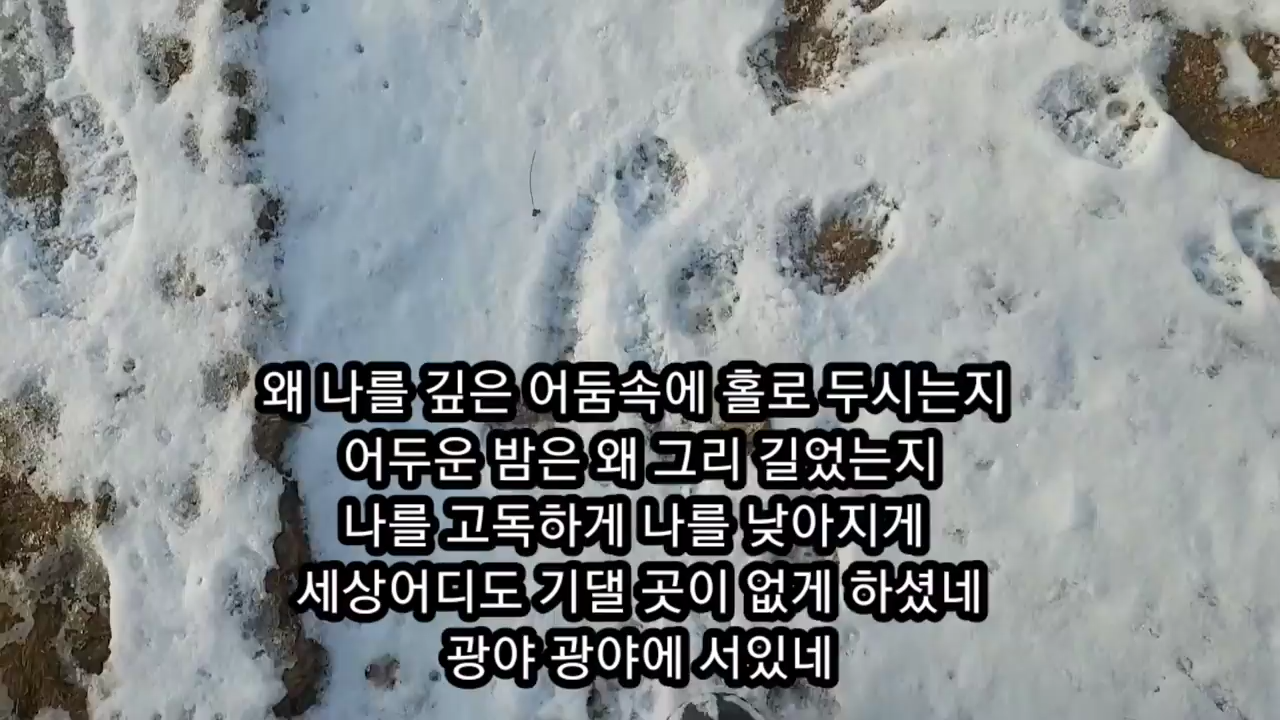 왜 나를 깊은 어둠속에 홀로 두시는지
어두운 밤은 왜 그리 길었는지
나를 고독하게 나를 낮아지게
세상어디도 기댈 곳이 없게 하셨네
광야 광야에 서있네